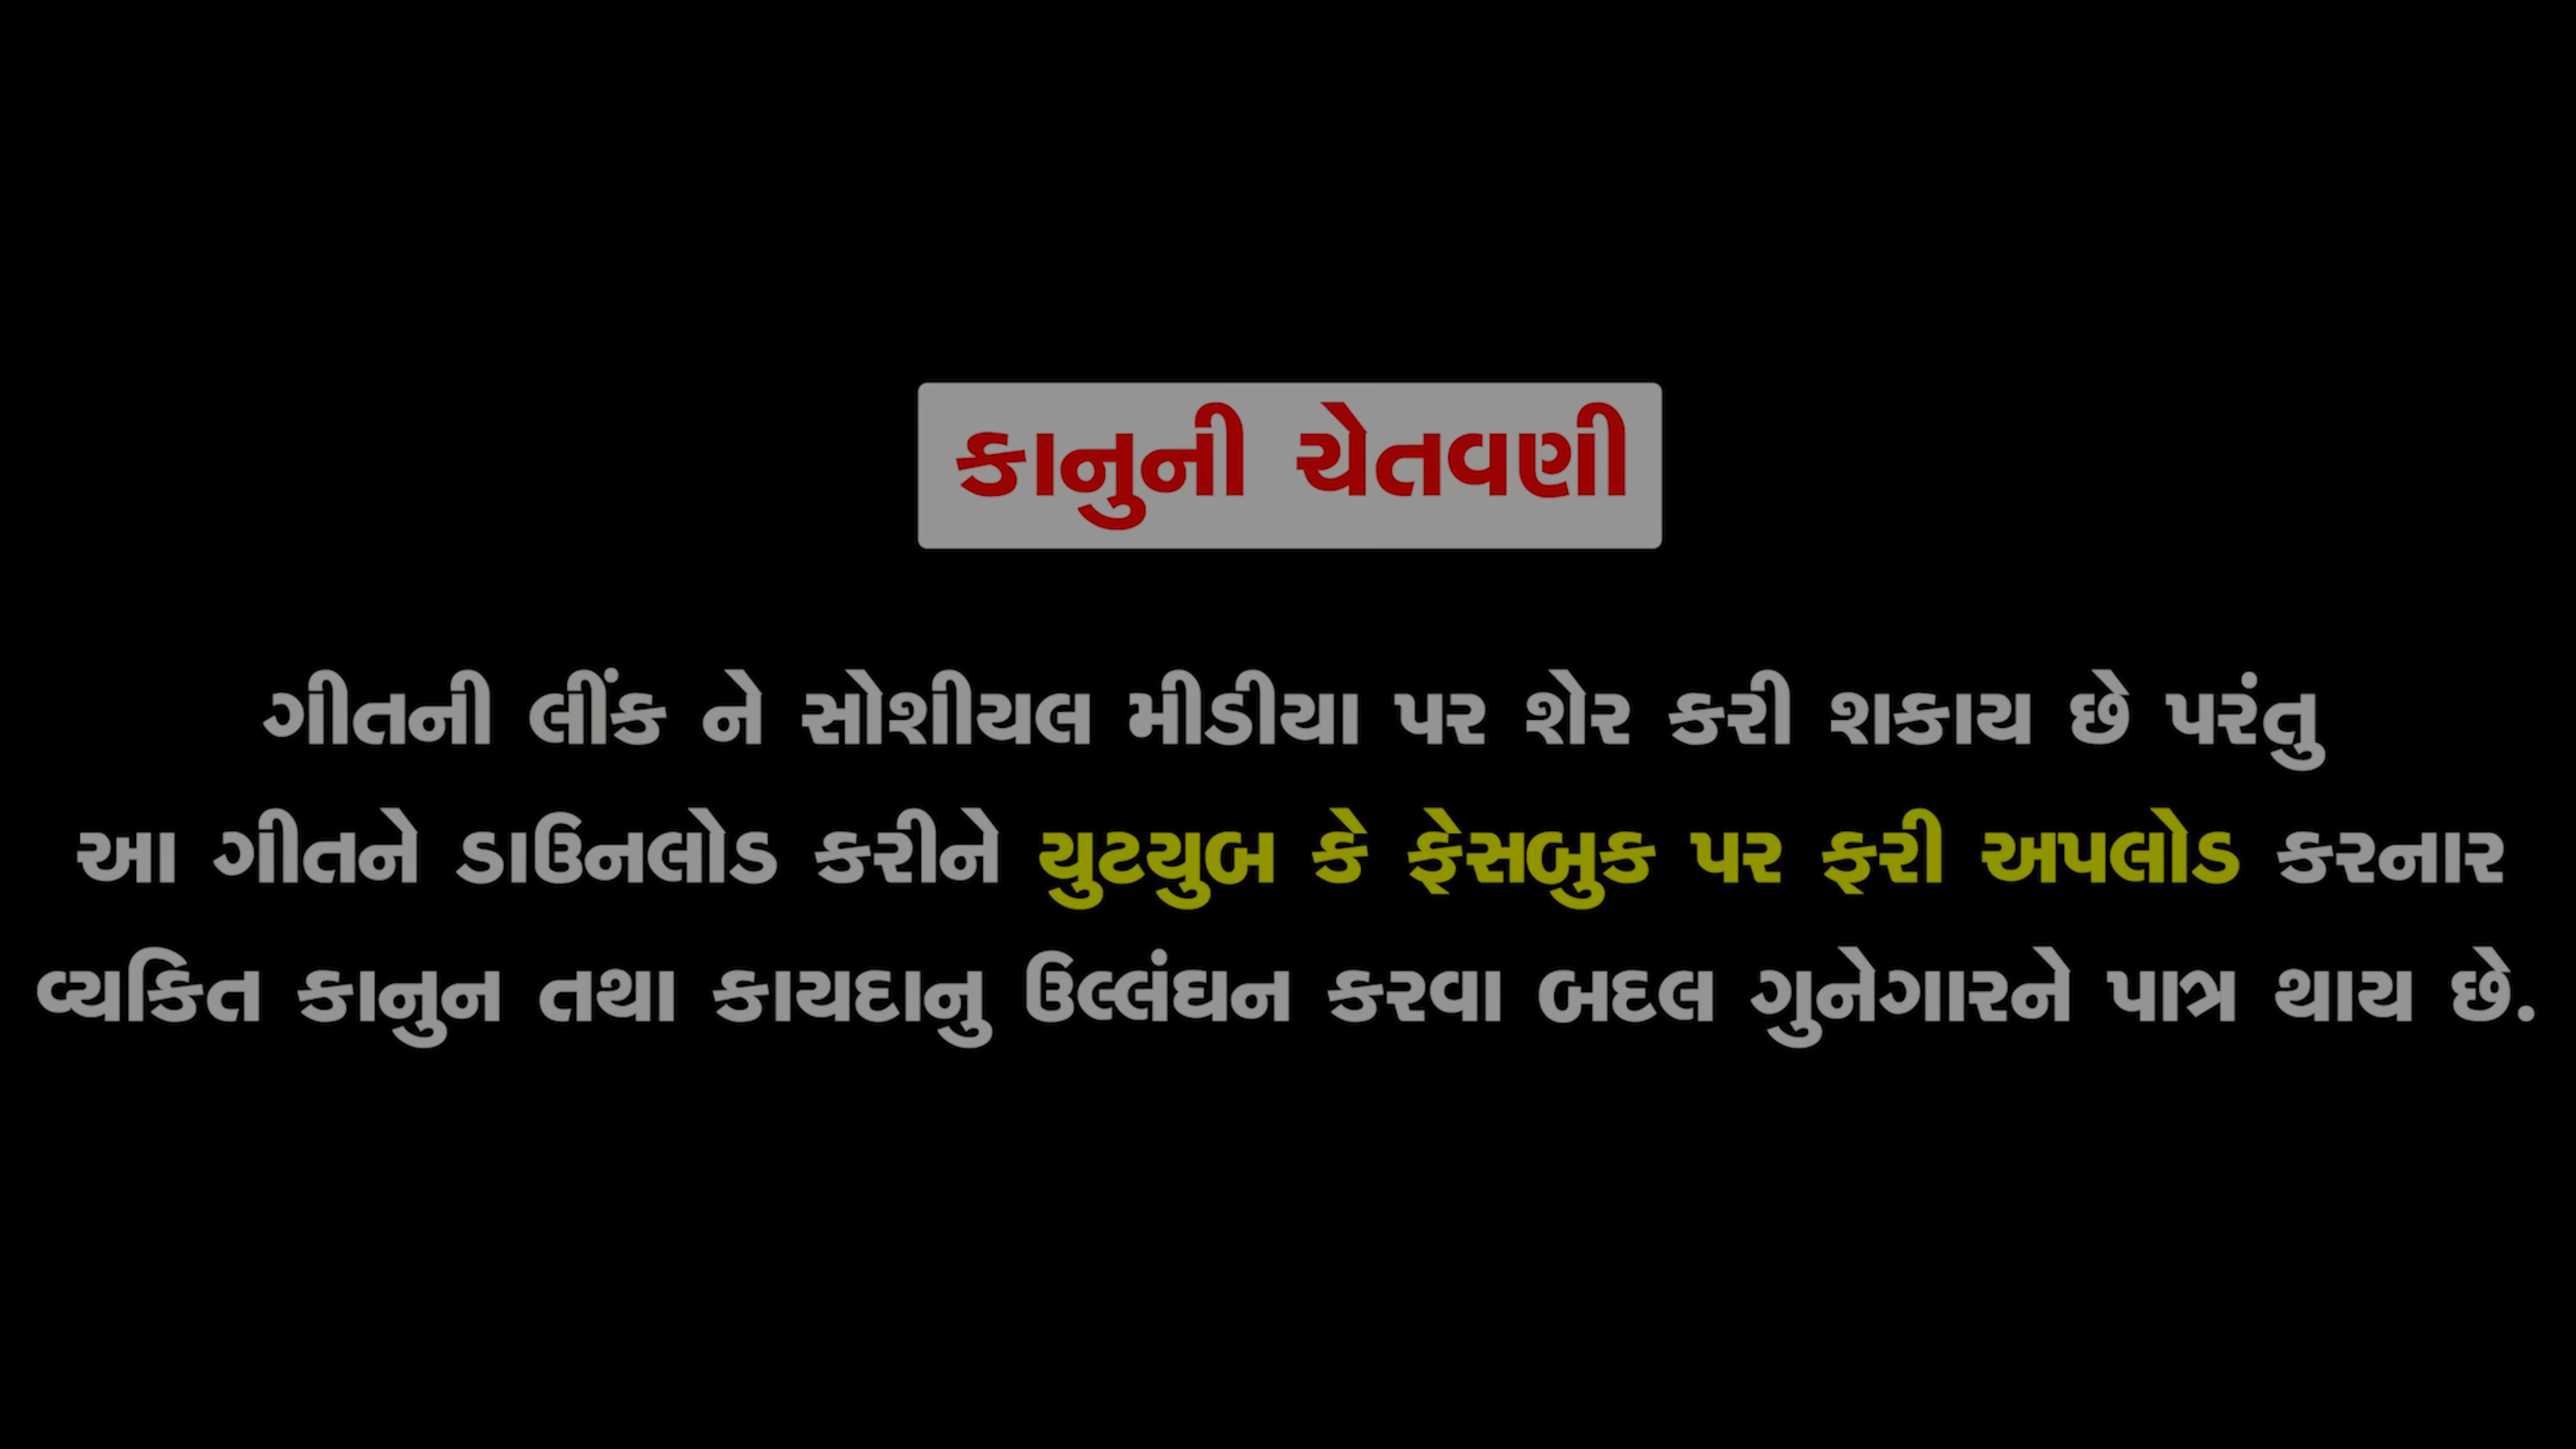 કાનુની ચેતવણી
ગીતની લીંક ને સોશીયલ મીડીયા પર શેર કરી શકાય છે પરંતુ
આ ગીતને ડાઉનલોડ કરીને યુટયુબ કે ફેસબુક પર ફરી અપલોડ કરનાર
વ્યકિત કાનુન તથા કાયદાનુ ઉલ્લંઘન કરવા બદલ ગુનેગારને પાત્ર થાય છે.